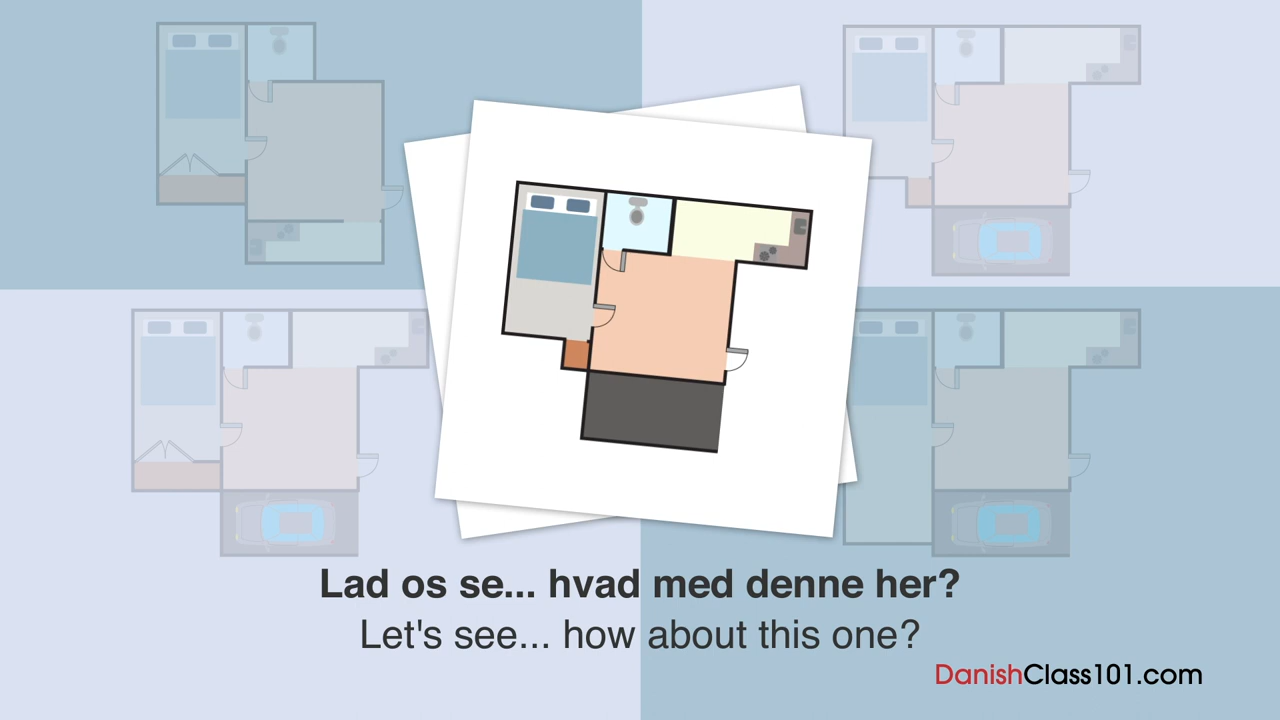 Lad os se... hvad med denne her?
Let's see... how about this one?
DanishClass101.com